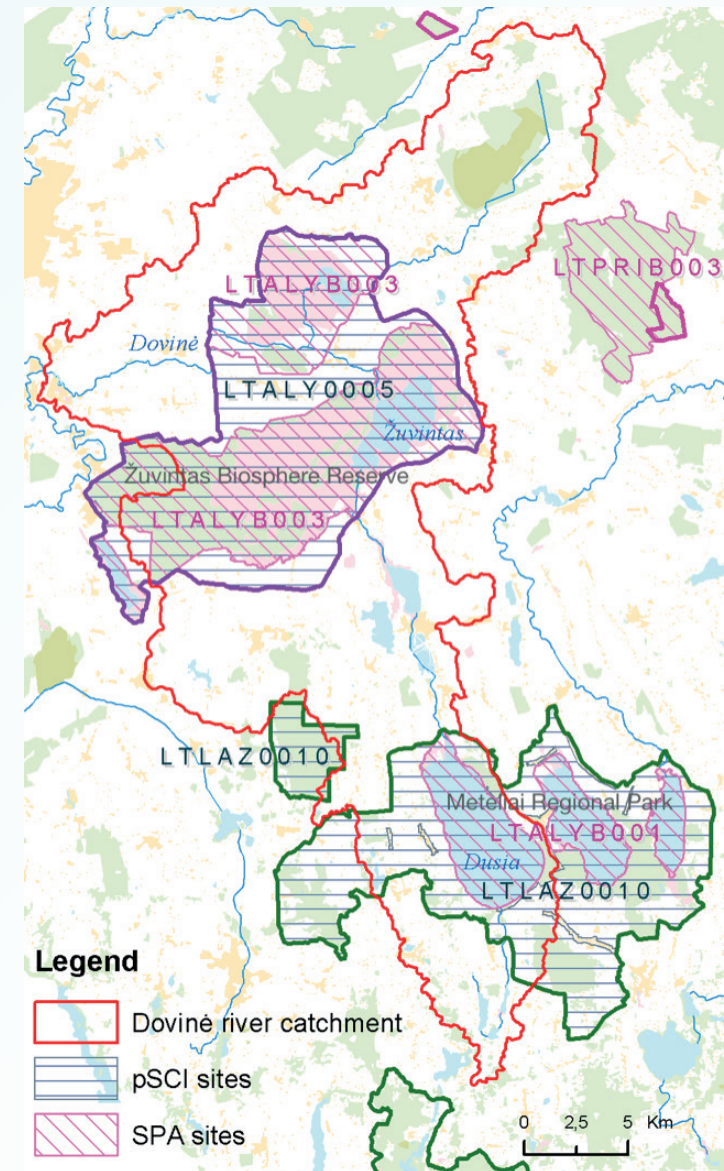 LTALYB003
LTPRIB003
Dovinė
LTALY0005
Žuvintas
Žuvintas Biosphere Reserve
LTALYB003
LTLAZ0010
Metėliai Regional Park
LTALYB001
Dusia
LTLAZ0010
Legend
Dovinė river catchment
pSCI sites
SPA sites
0 2,5 5 Km